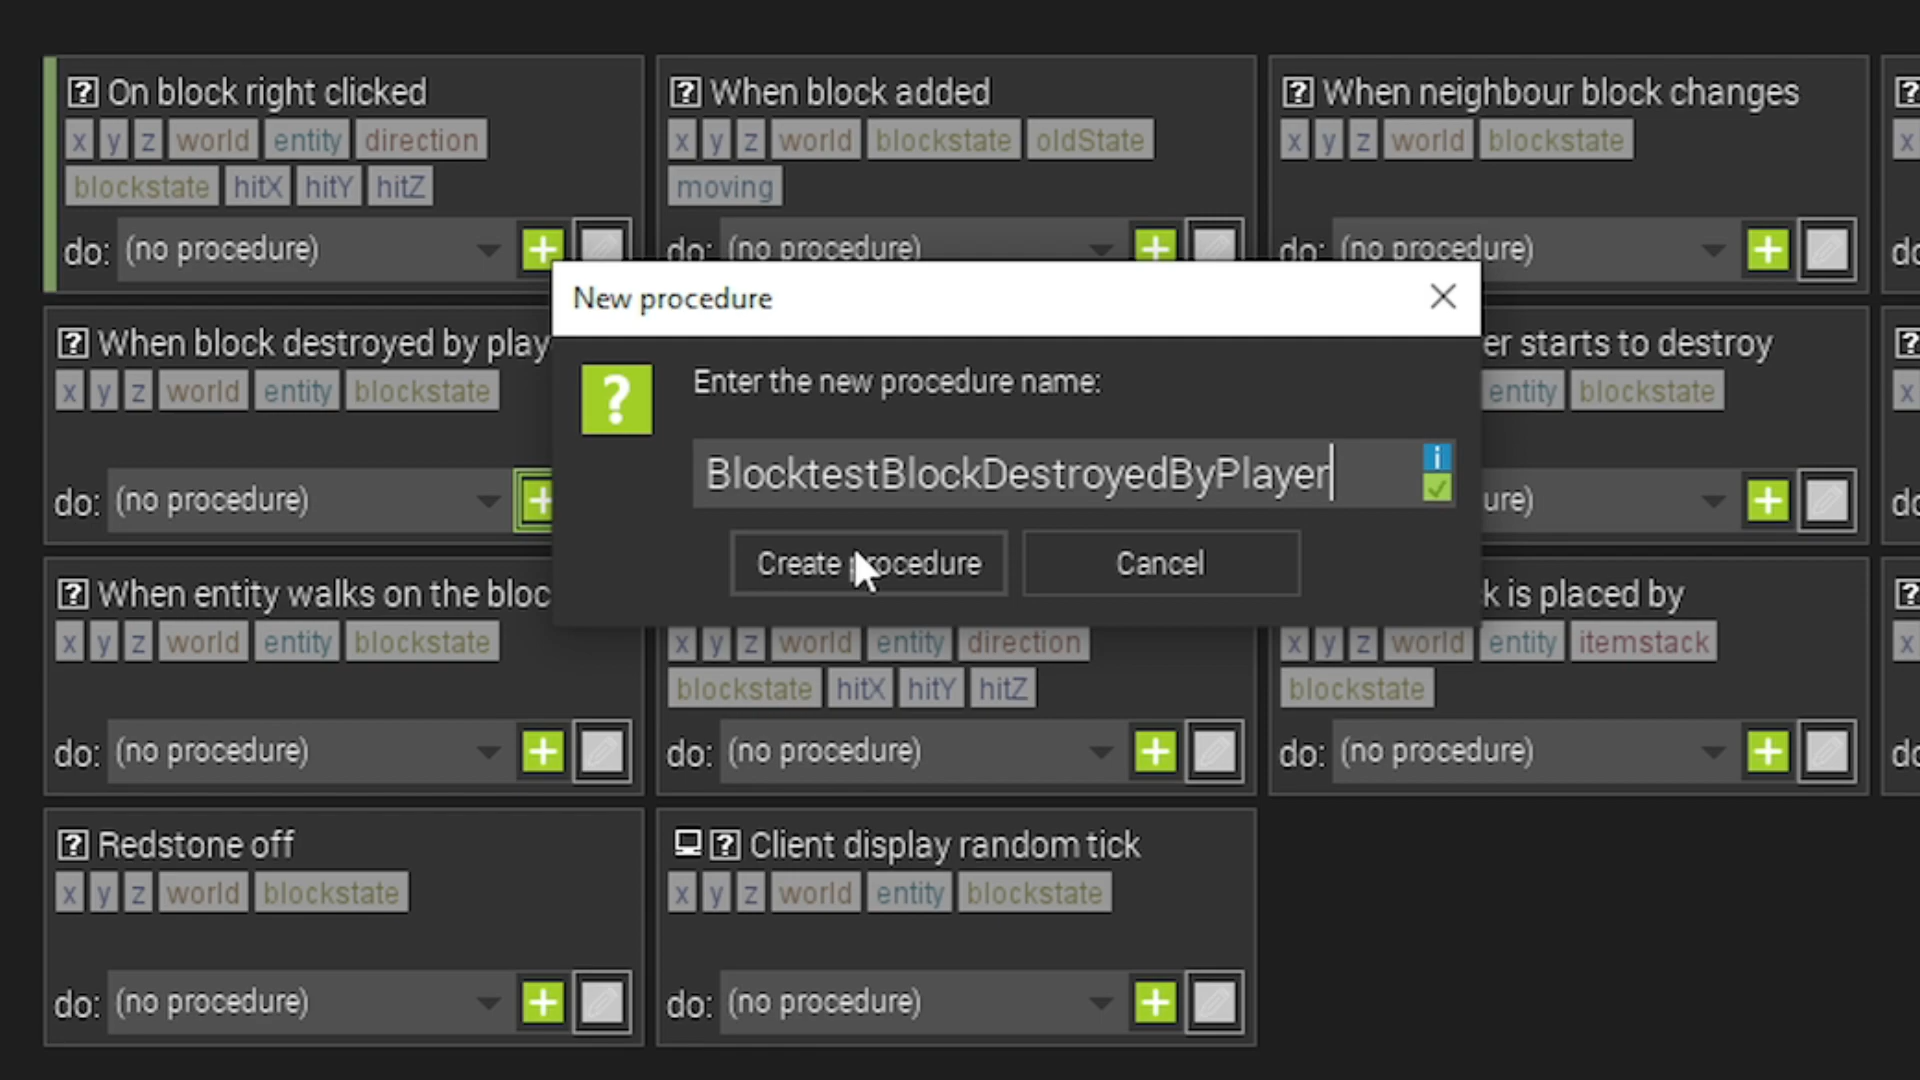 On block right clicked
x y z world entity direction
blockstate hitX hitY hitZ
do: (no procedure)
When block added
x y z world blockstate oldState
moving
do: (no procedure)
When neighbour block changes
x y z world blockstate
do: (no procedure)
x
do
New procedure
Enter the new procedure name:
BlocktestBlockDestroyedByPlayer
Create procedure
Cancel
When block destroyed by play
x y z world entity blockstate
do: (no procedure)
er starts to destroy
entity blockstate
ure)
x
do
When entity walks on the bloc
x y z world entity blockstate
do: (no procedure)
x y z world entity direction
blockstate hitX hitY hitZ
do: (no procedure)
k is placed by
x y z world entity itemstack
blockstate
do: (no procedure)
x
do
Redstone off
x y z world blockstate
do: (no procedure)
Client display random tick
x y z world entity blockstate
do: (no procedure)